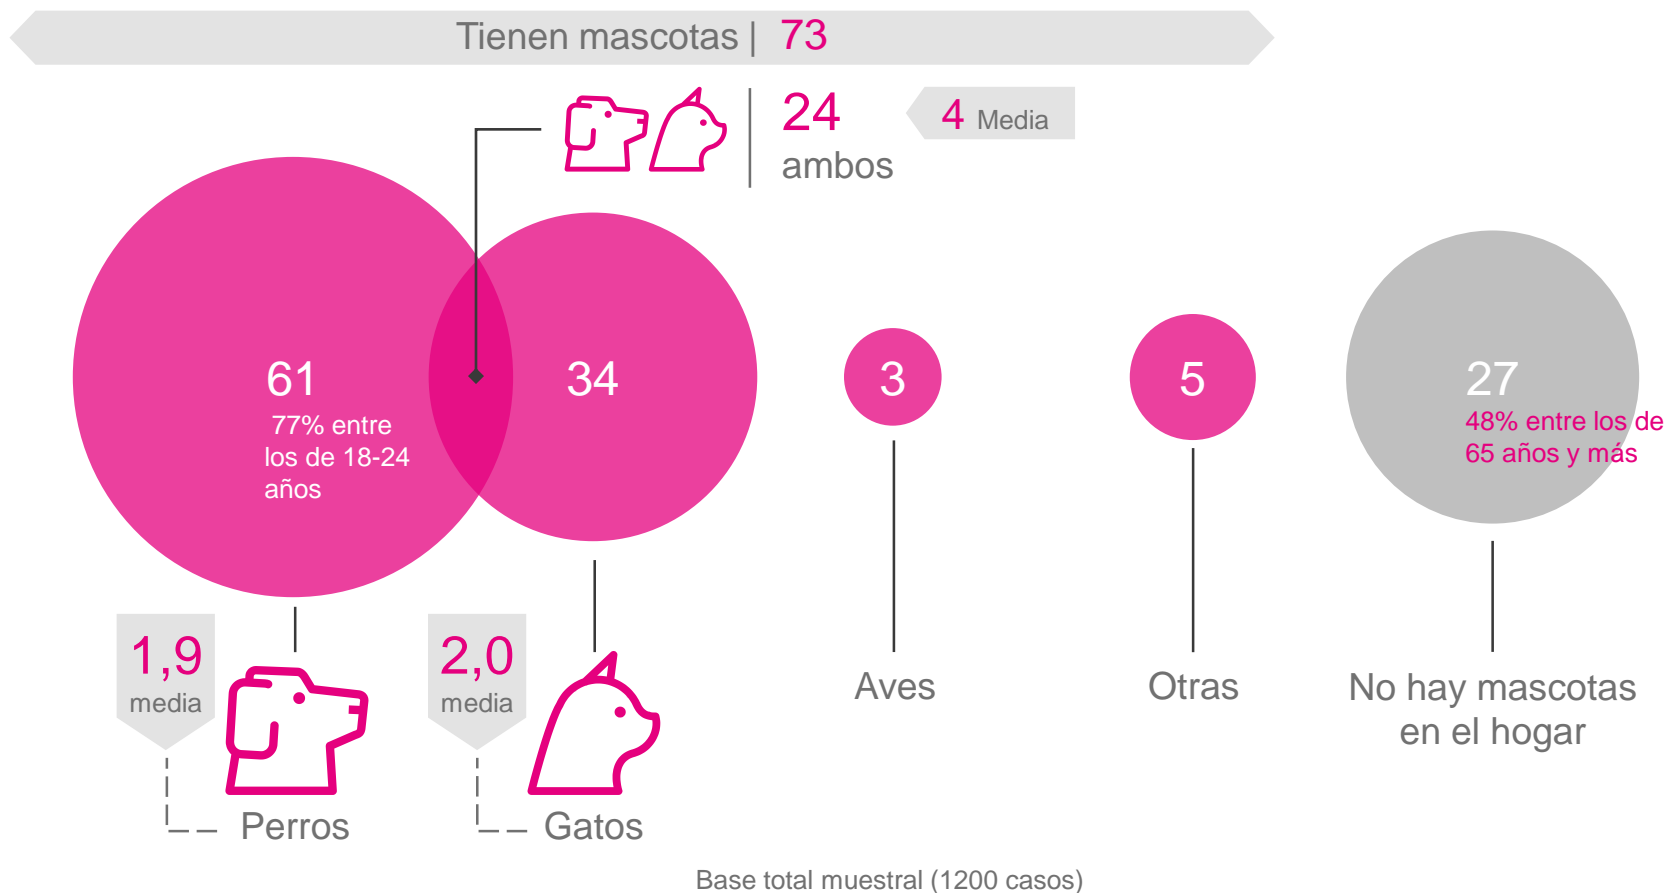 Tienen mascotas | 73
24
ambos
4 Media
61
77% entre
los de 18-24
años
34
3
5
27
48% entre los de
65 años y más
1,9
media
Perros
2,0
media
Gatos
Aves
Otras
No hay mascotas
en el hogar
Base total muestral (1200 casos)